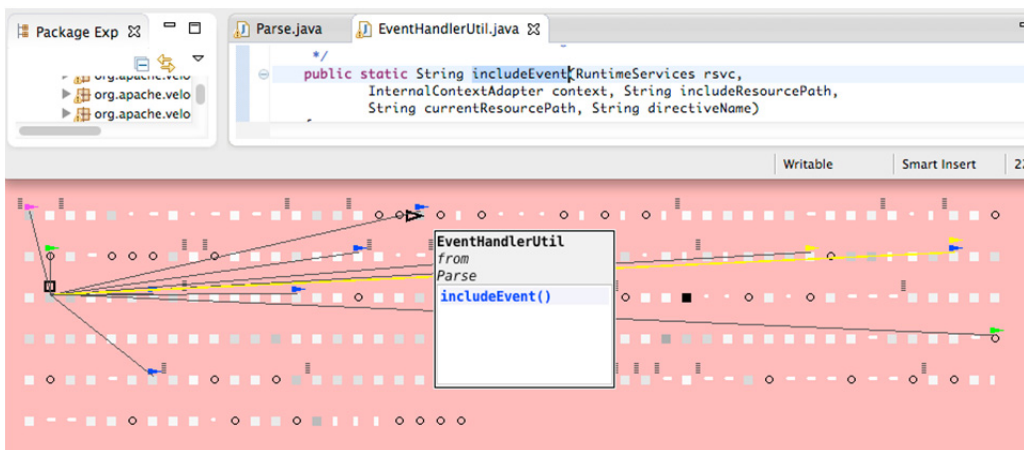 Package Exp
org.apache.velo
org.apache.velo
org.apache.velo
Parse.java
EventHandlerUtil.java
*/
public static String includeEvent(RuntimeServices rsvc,
InternalContextAdapter context, String includeResourcePath,
String currentResourcePath, String directiveName)
Writable
Smart Insert
EventHandlerUtil
from
Parse
includeEvent()